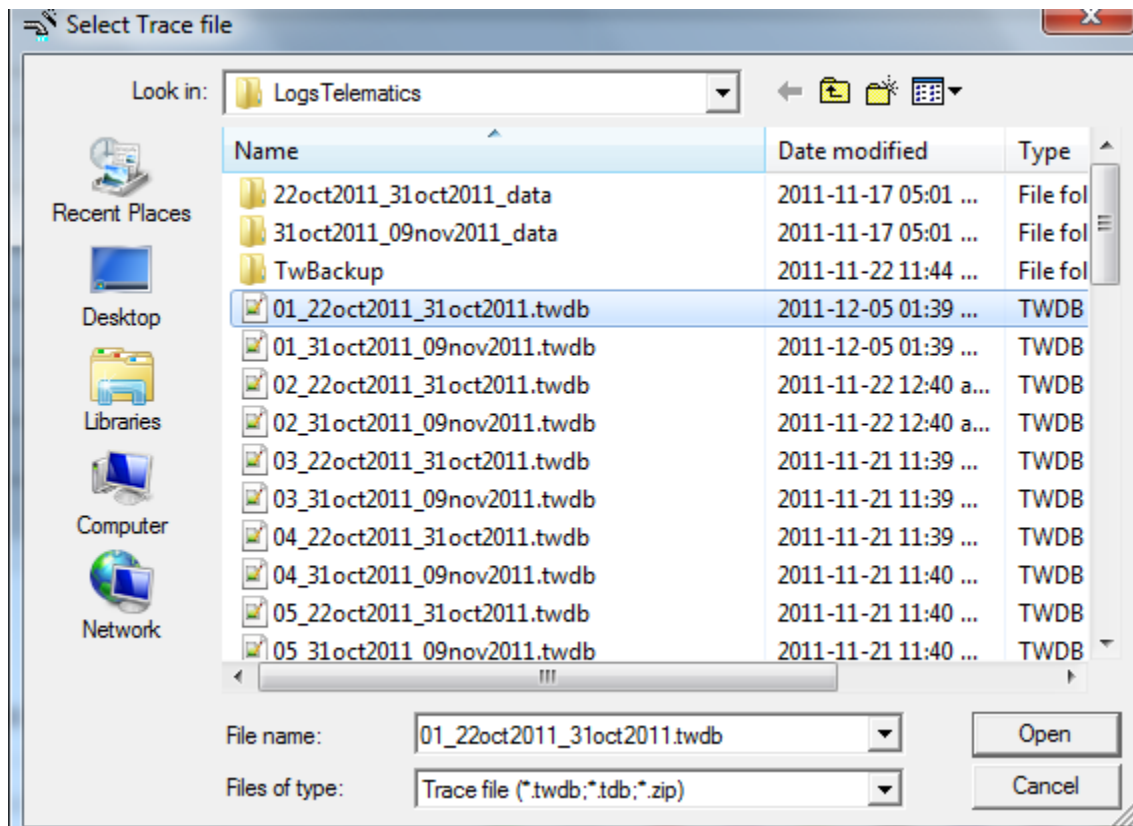 Select Trace file
Look in: LogsTelematics
Name Date modified Type
22oct2011_31oct2011_data 2011-11-17 05:01 ... File fol
31oct2011_09nov2011_data 2011-11-17 05:01 ... File fol
TwBackup 2011-11-22 11:44 ... File fol
01_22oct2011_31oct2011.twdb 2011-12-05 01:39 ... TWDB
01_31oct2011_09nov2011.twdb 2011-12-05 01:39 ... TWDB
02_22oct2011_31oct2011.twdb 2011-11-22 12:40 a... TWDB
02_31oct2011_09nov2011.twdb 2011-11-22 12:40 a... TWDB
03_22oct2011_31oct2011.twdb 2011-11-21 11:39 ... TWDB
03_31oct2011_09nov2011.twdb 2011-11-21 11:39 ... TWDB
04_22oct2011_31oct2011.twdb 2011-11-21 11:39 ... TWDB
04_31oct2011_09nov2011.twdb 2011-11-21 11:40 ... TWDB
05_22oct2011_31oct2011.twdb 2011-11-21 11:40 ... TWDB
05_31oct2011_09nov2011.twdb 2011-11-21 11:40 ... TWDB
Recent Places
Desktop
Libraries
Computer
Network
File name: 01_22oct2011_31oct2011.twdb Open
Files of type: Trace file (*.twdb;*.tdb;*.zip) Cancel